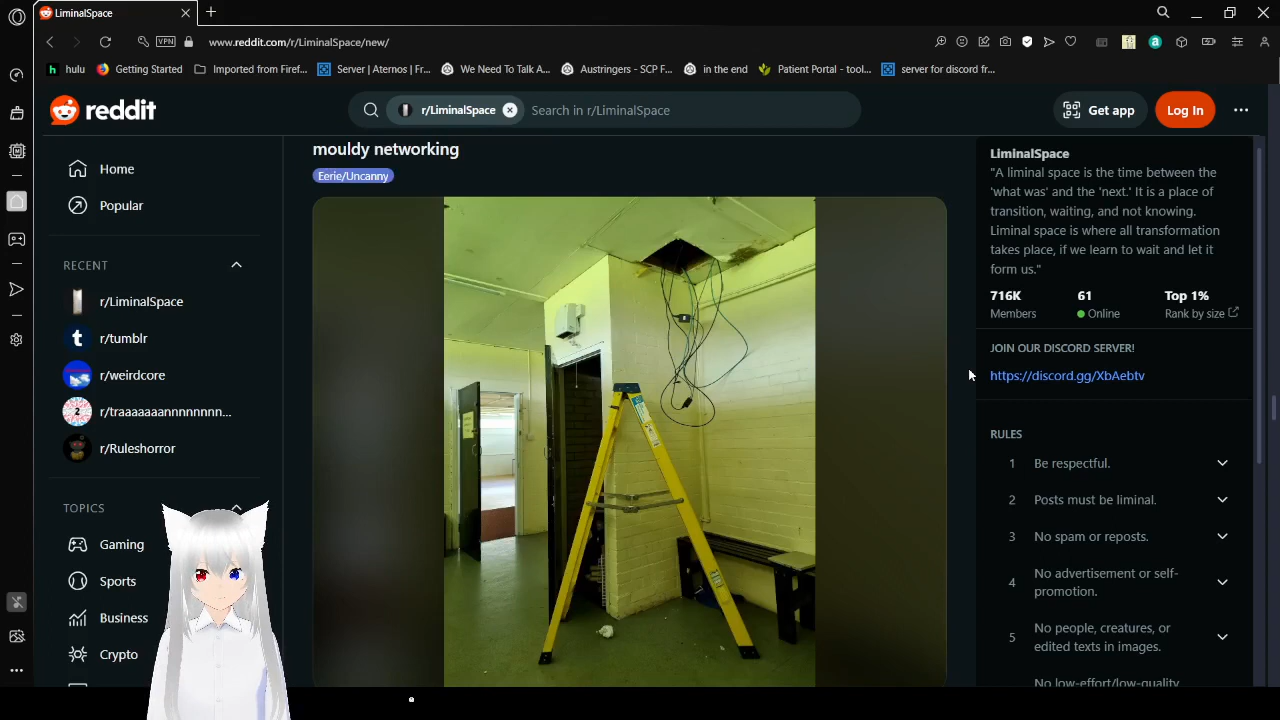 LiminalSpace
VPN
www.reddit.com/r/LiminalSpace/new/
hulu
Getting Started
Imported from Firef...
Server | Aternos | Fr...
We Need To Talk A...
Austringers - SCP F...
in the end
Patient Portal - tool...
server for discord fr...
reddit
r/LiminalSpace
Search in r/LiminalSpace
Get app
Log In
Home
Popular
RECENT
r/LiminalSpace
r/tumblr
r/weirdcore
r/traaaaaaannnnnnnn...
r/Ruleshorror
TOPICS
Gaming
Sports
Business
Crypto
mouldy networking
Eerie/Uncanny
LiminalSpace
"A liminal space is the time between the
'what was' and the 'next.' It is a place of
transition, waiting, and not knowing.
Liminal space is where all transformation
takes place, if we learn to wait and let it
form us."
716K
Members
61
Online
Top 1%
Rank by size
JOIN OUR DISCORD SERVER!
https://discord.gg/XbAebtv
RULES
1 Be respectful.
2 Posts must be liminal.
3 No spam or reposts.
4 No advertisement or self-
promotion.
5 No people, creatures, or
edited texts in images.
No low-effort/low-quality